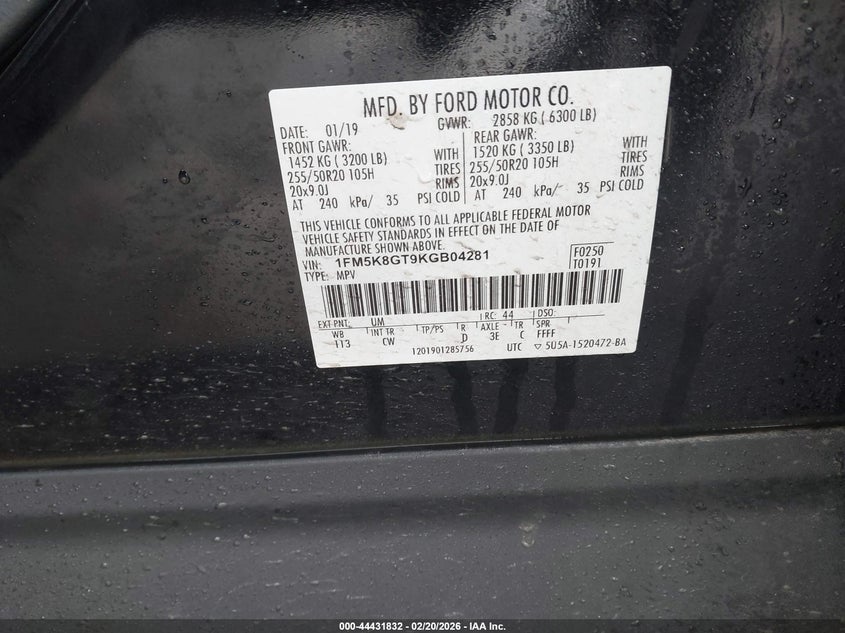 MFD. BY FORD MOTOR CO.
DATE: 01/19 GVWR: 2858 KG ( 6300 LB)
FRONT GAWR: REAR GAWR:
1452 KG ( 3200 LB) WITH 1520 KG ( 3350 LB) WITH
255/50R20 105H TIRES 255/50R20 105H TIRES
20x9.0J RIMS 20x9.0J RIMS
AT 240 kPa/ 35 PSI COLD AT 240 kPa/ 35 PSI COLD
THIS VEHICLE CONFORMS TO ALL APPLICABLE FEDERAL MOTOR
VEHICLE SAFETY STANDARDS IN EFFECT ON THE DATE OF
MANUFACTURE SHOWN ABOVE.
VIN: 1FM5K8GT9KGB04281 F0250
TYPE: MPV T0191
EXT PNT: UM RC: 44 DSO:
WB INT TR TP/PS R AXLE TR SPR
113 CW D 3E C FFFF
1201901285756 UTC ▽ 5U5A-1520472-BA
000-44431832 — 02/20/2026 — IAA Inc.